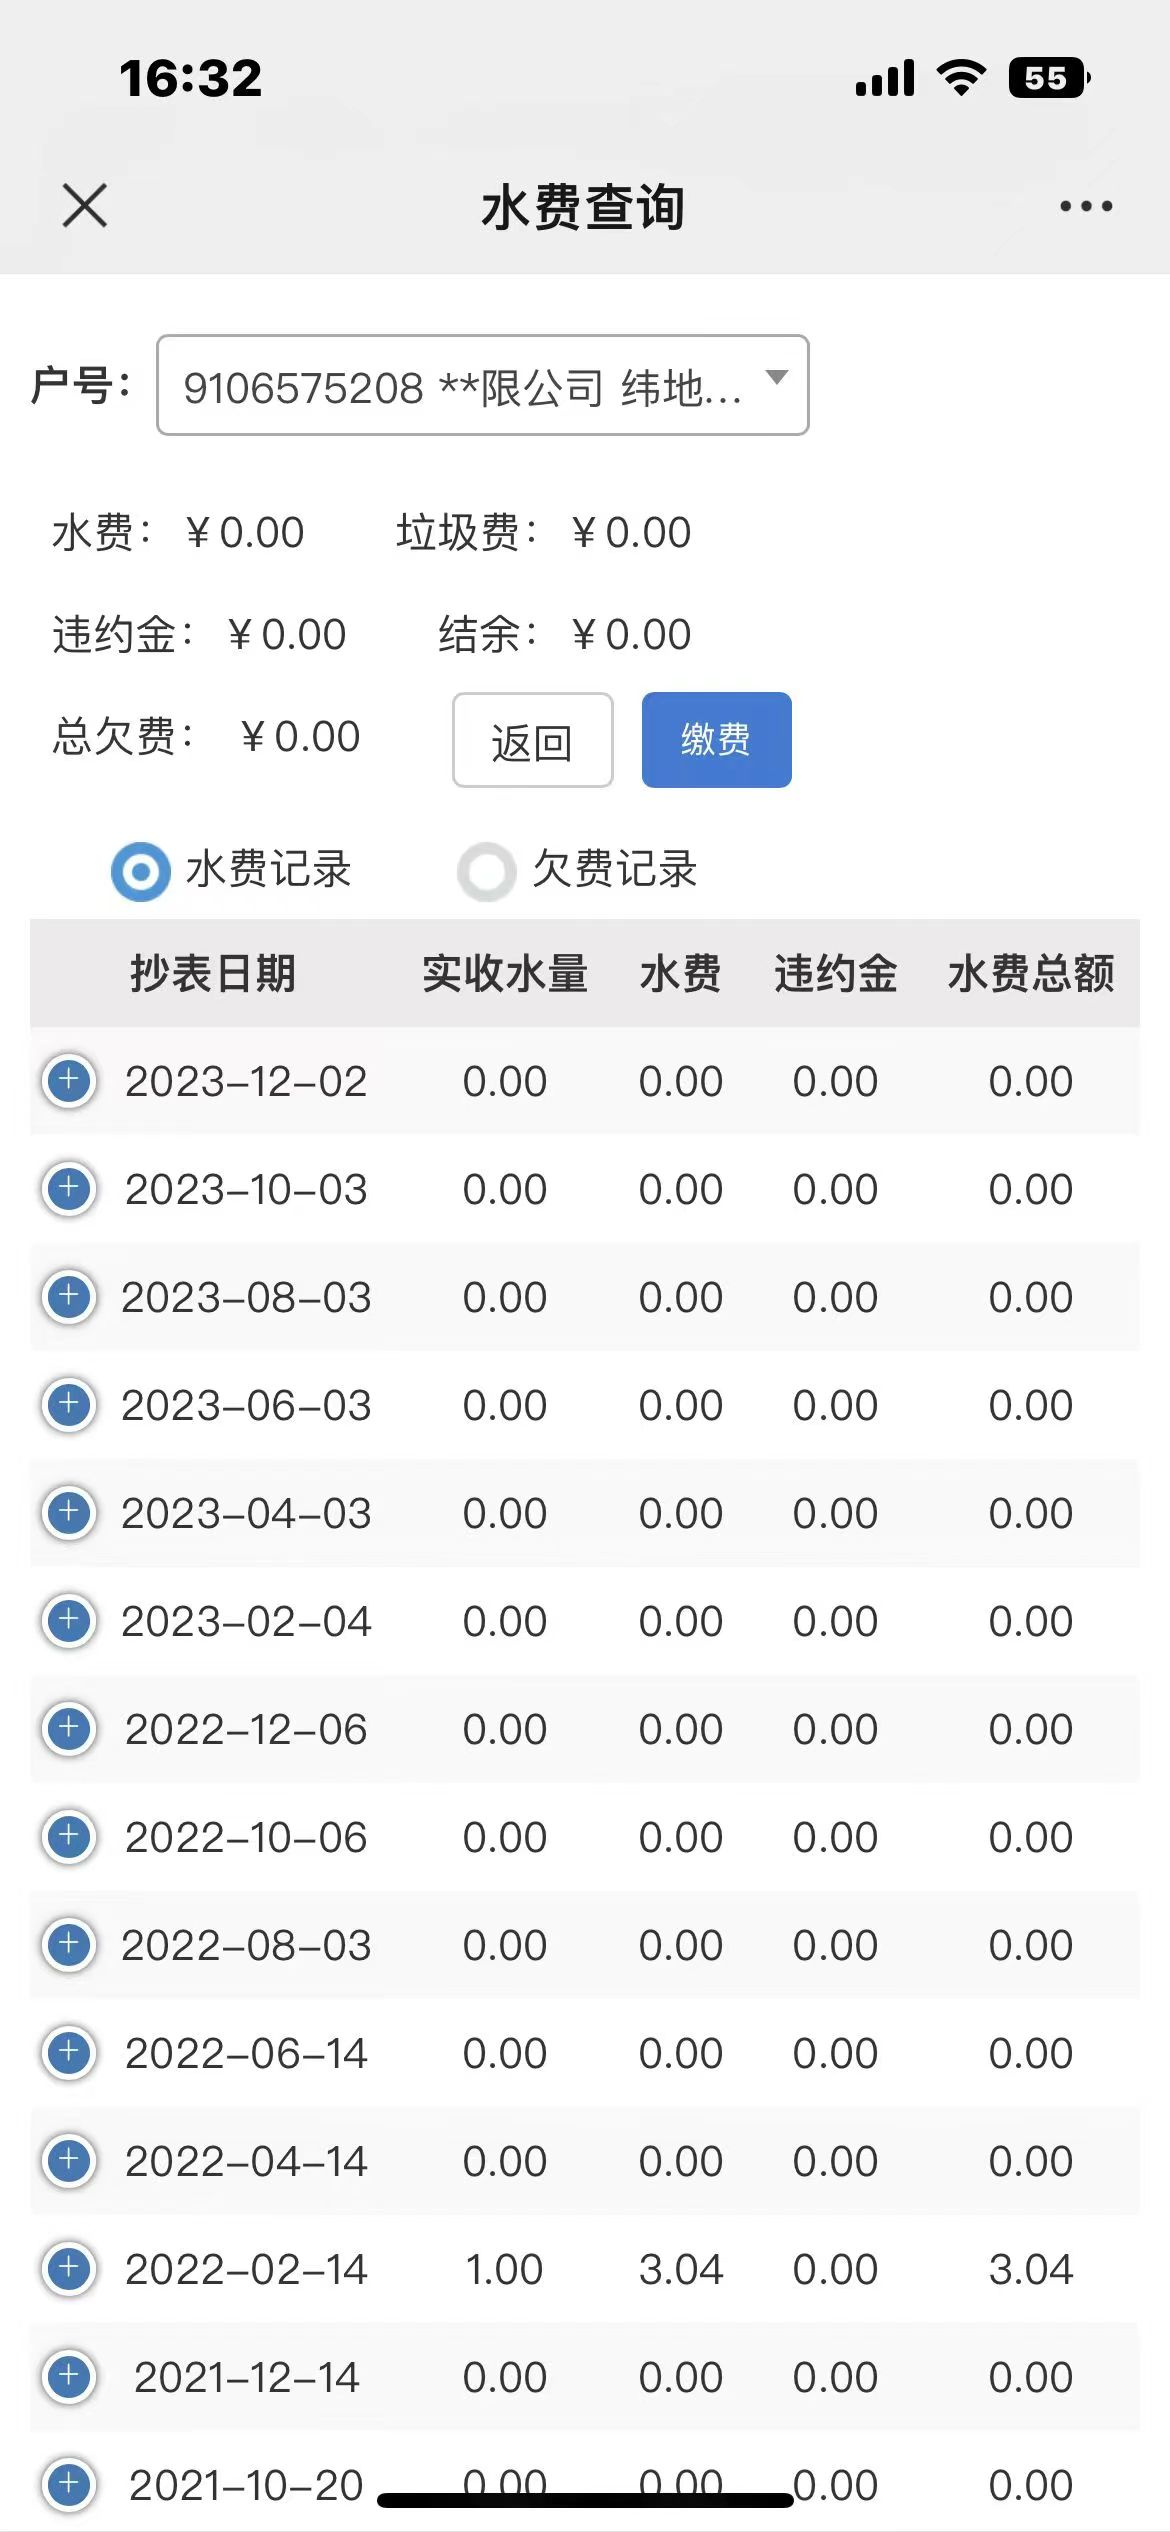 16:32 55
水费查询
户号： 9106575208 **限公司 纬地...
水费： ¥0.00 垃圾费： ¥0.00
违约金： ¥0.00 结余： ¥0.00
总欠费： ¥0.00 返回 缴费
水费记录 欠费记录
抄表日期 实收水量 水费 违约金 水费总额
2023-12-02 0.00 0.00 0.00 0.00
2023-10-03 0.00 0.00 0.00 0.00
2023-08-03 0.00 0.00 0.00 0.00
2023-06-03 0.00 0.00 0.00 0.00
2023-04-03 0.00 0.00 0.00 0.00
2023-02-04 0.00 0.00 0.00 0.00
2022-12-06 0.00 0.00 0.00 0.00
2022-10-06 0.00 0.00 0.00 0.00
2022-08-03 0.00 0.00 0.00 0.00
2022-06-14 0.00 0.00 0.00 0.00
2022-04-14 0.00 0.00 0.00 0.00
2022-02-14 1.00 3.04 0.00 3.04
2021-12-14 0.00 0.00 0.00 0.00
2021-10-20 0.00 0.00 0.00 0.00